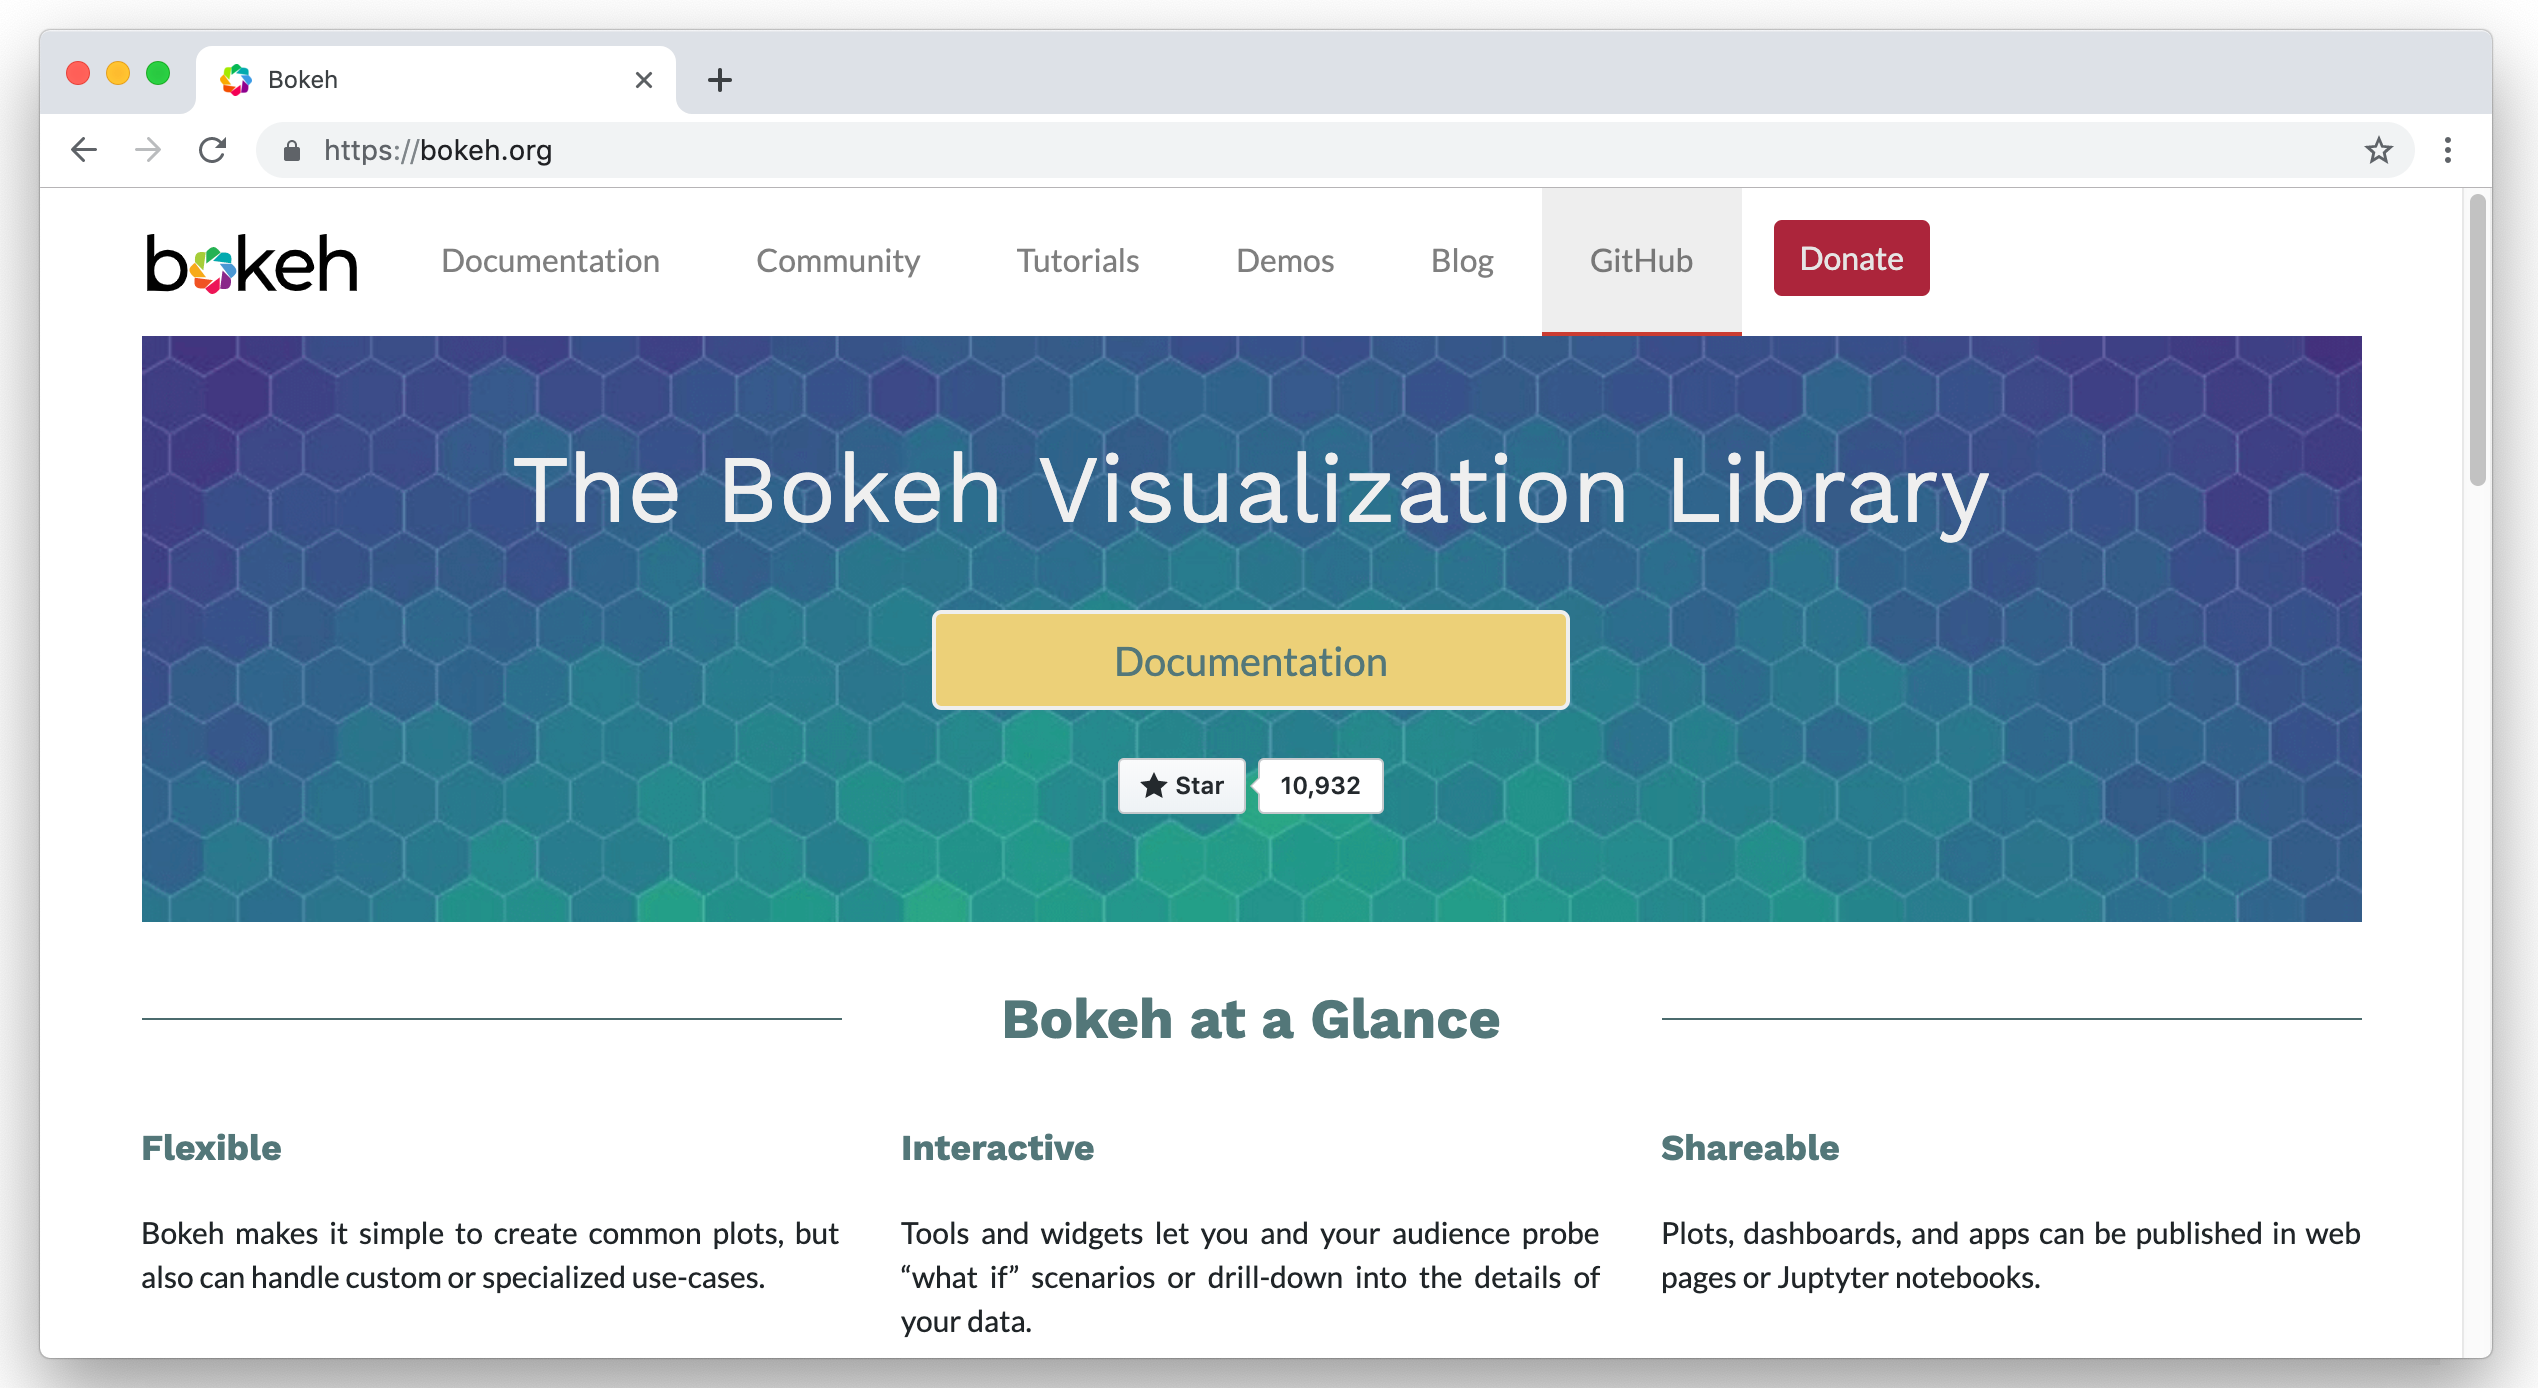 Bokeh
https://bokeh.org
bokeh
Documentation
Community
Tutorials
Demos
Blog
GitHub
Donate
The Bokeh Visualization Library
Documentation
Star
10,932
Bokeh at a Glance
Flexible
Bokeh makes it simple to create common plots, but
also can handle custom or specialized use-cases.
Interactive
Tools and widgets let you and your audience probe
“what if” scenarios or drill-down into the details of
your data.
Shareable
Plots, dashboards, and apps can be published in web
pages or Juptyter notebooks.